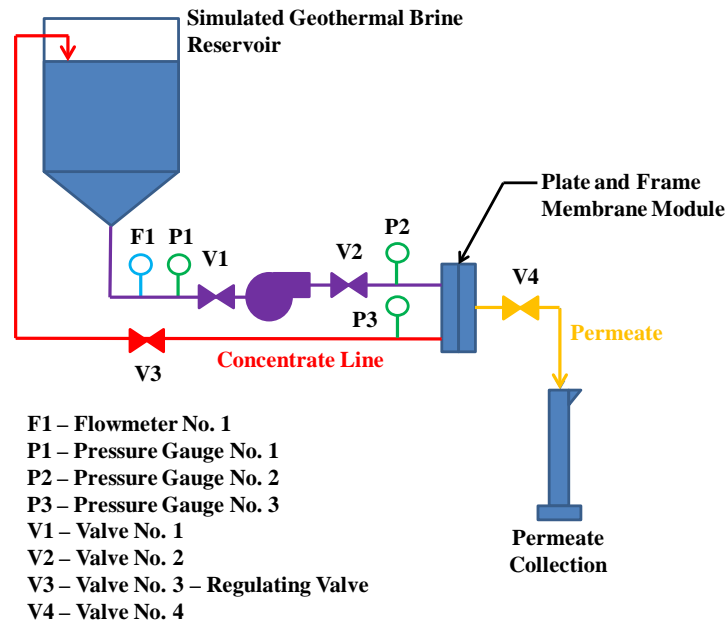 Simulated Geothermal Brine
Reservoir
Plate and Frame
Membrane Module
F1
P1
V1
V2
P2
V4
P3
Permeate
V3
Concentrate Line
F1 – Flowmeter No. 1
P1 – Pressure Gauge No. 1
P2 – Pressure Gauge No. 2
P3 – Pressure Gauge No. 3
V1 – Valve No. 1
V2 – Valve No. 2
V3 – Valve No. 3 – Regulating Valve
V4 – Valve No. 4
Permeate
Collection